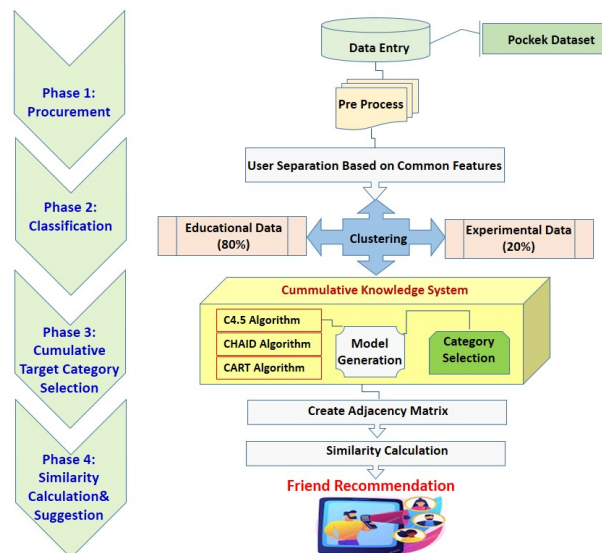 Data Entry
Pockek Dataset
Phase 1:
Procurement
Pre Process
User Separation Based on Common Features
Phase 2:
Classification
Educational Data
(80%)
Clustering
Experimental Data
(20%)
Phase 3:
Cumulative
Target Category
Selection
Cummulative Knowledge System
C4.5 Algorithm
CHAID Algorithm
CART Algorithm
Model
Generation
Category
Selection
Create Adjacency Matrix
Phase 4:
Similarity
Calculation&
Suggestion
Similarity Calculation
Friend Recommendation